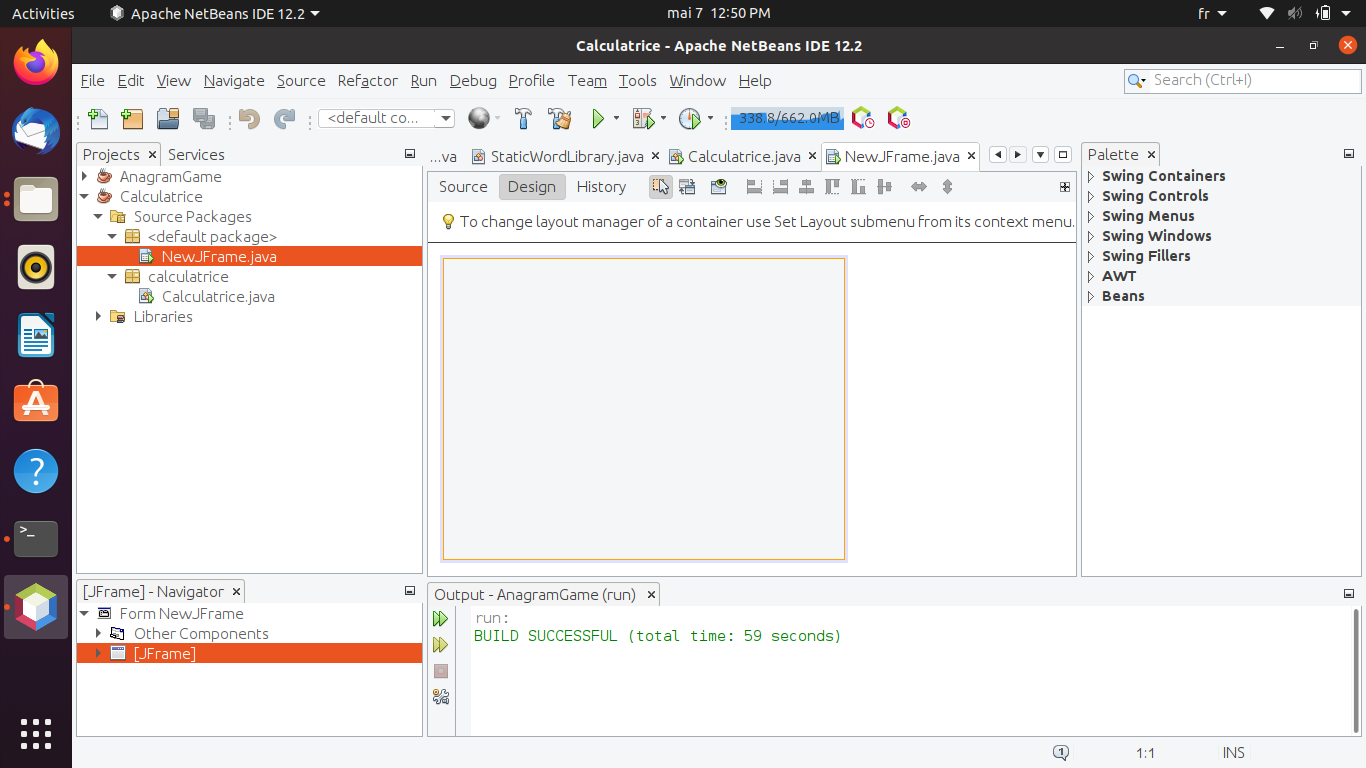 Activities Apache NetBeans IDE 12.2 mai 7 12:50 PM fr
Calculatrice - Apache NetBeans IDE 12.2
File Edit View Navigate Source Refactor Run Debug Profile Team Tools Window Help Search (Ctrl+I)
<default co... 338.8/662.0MB
Projects Services
AnagramGame
Calculatrice
Source Packages
<default package>
NewJFrame.java
calculatrice
Calculatrice.java
Libraries
...va StaticWordLibrary.java Calculatrice.java NewJFrame.java
Source Design History
To change layout manager of a container use Set Layout submenu from its context menu.
Palette
Swing Containers
Swing Controls
Swing Menus
Swing Windows
Swing Fillers
AWT
Beans
[JFrame] - Navigator
Form NewJFrame
Other Components
[JFrame]
Output - AnagramGame (run)
run:
BUILD SUCCESSFUL (total time: 59 seconds)
1 1:1 INS